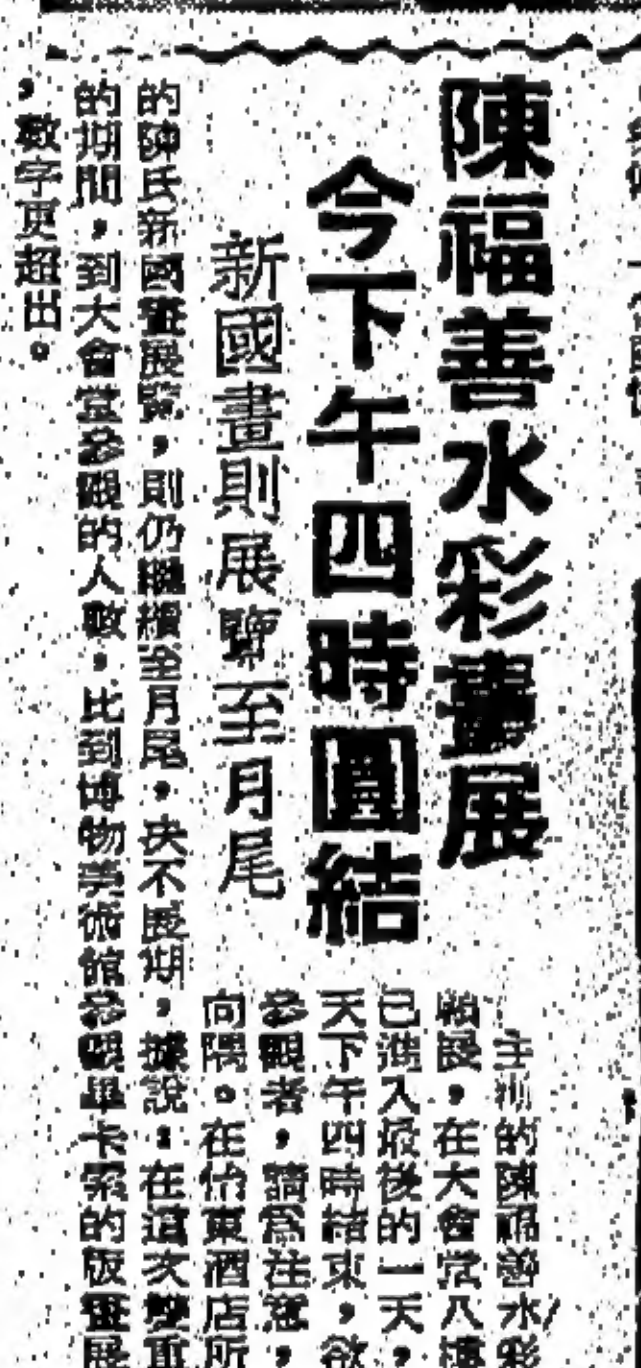 陳福善水彩畫展
今下午四時圓結
新國畫則展覽至月尾
主辦的陳福善水彩
展，在大會堂八樓
已進入最後的一天，
天下午四時結束，欲
參觀者，請為注意，
向隅。在怡東酒店所
的陳氏新國畫展覽，則仍繼續至月尾，決不展期，據說：在這次雙重
的期間，到大會堂參觀的人數，比到博物美術館參觀畢卡索的版畫展
，數字更超出。